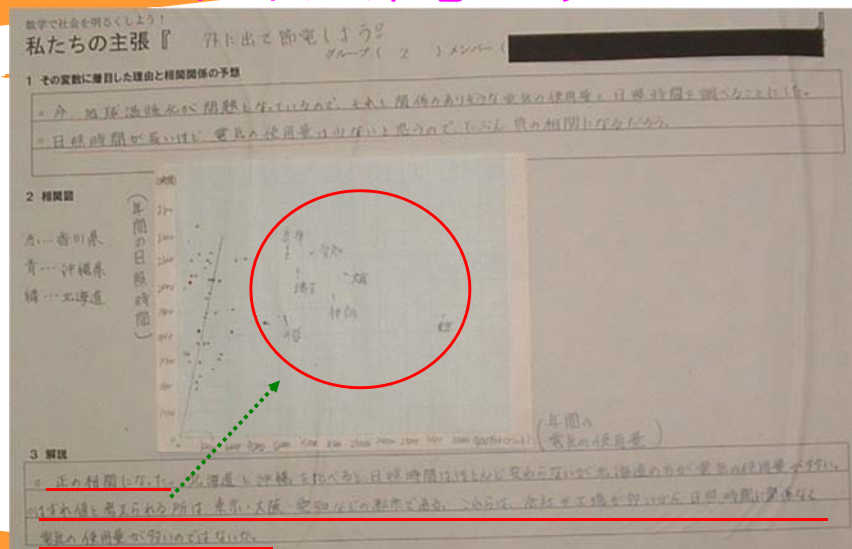 数学で社会を明るくしよう!
私たちの主張『 外に出て節電しよう。 』
グループ( 2 ) メンバー(
1 その変数に着目した理由と相関関係の予想
・今、地球温暖化が問題となっているので、それと関係のありそうな電気の使用量と日照時間を調べることにした。
・日照時間が長いほど電気の使用量は少ないと思うので、たぶん負の相関になるだろう。
2 相関図
赤…香川県
青…沖縄県
緑…北海道
(年間の日照時間)
兵庫
愛知
埼玉
大阪
神奈川
千葉
東京
(年間の電気の使用量)
3 解説
。正の相関になった。北海道と沖縄を比べると、日照時間はほとんど変わらないが北海道の方が電気の使用量が多い。
。はずれ値と考えられる所は、東京・大阪・愛知などの都市である。これらは、会社や工場が多いから日照時間に関係なく
電気の使用量が多いのではないか。